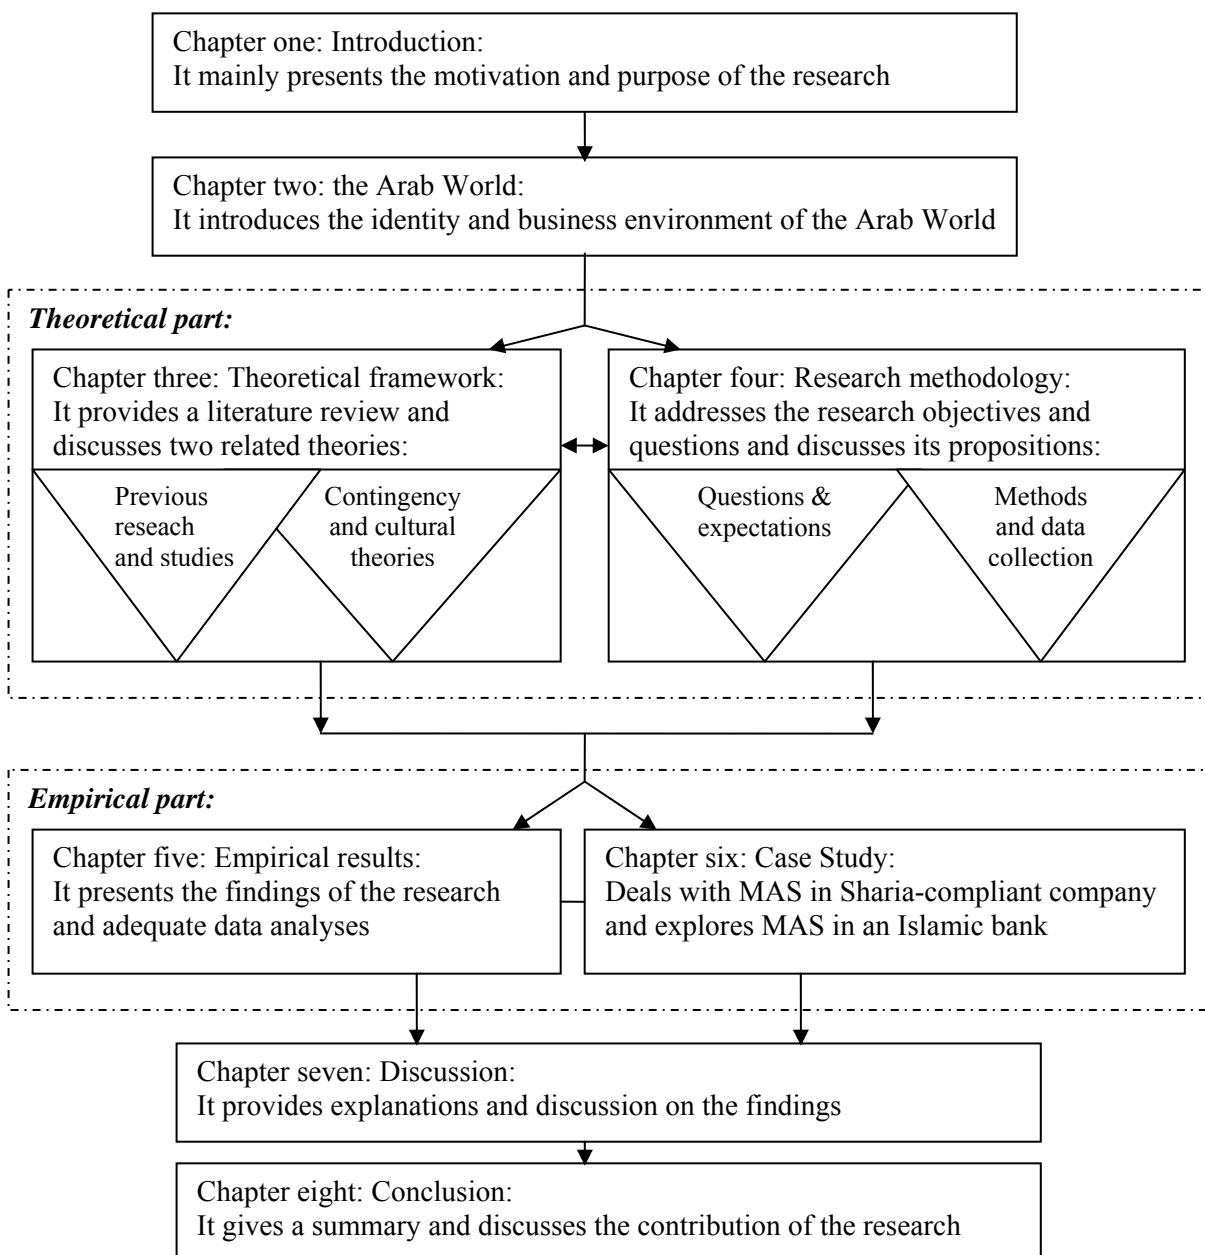 Chapter one: Introduction:
It mainly presents the motivation and purpose of the research
Chapter two: the Arab World:
It introduces the identity and business environment of the Arab World
Theoretical part:
Chapter three: Theoretical framework:
It provides a literature review and
discusses two related theories:
Previous
reseach
and studies
Contingency
and cultural
theories
Chapter four: Research methodology:
It addresses the research objectives and
questions and discusses its propositions:
Questions &
expectations
Methods
and data
collection
Empirical part:
Chapter five: Empirical results:
It presents the findings of the research
and adequate data analyses
Chapter six: Case Study:
Deals with MAS in Sharia-compliant company
and explores MAS in an Islamic bank
Chapter seven: Discussion:
It provides explanations and discussion on the findings
Chapter eight: Conclusion:
It gives a summary and discusses the contribution of the research